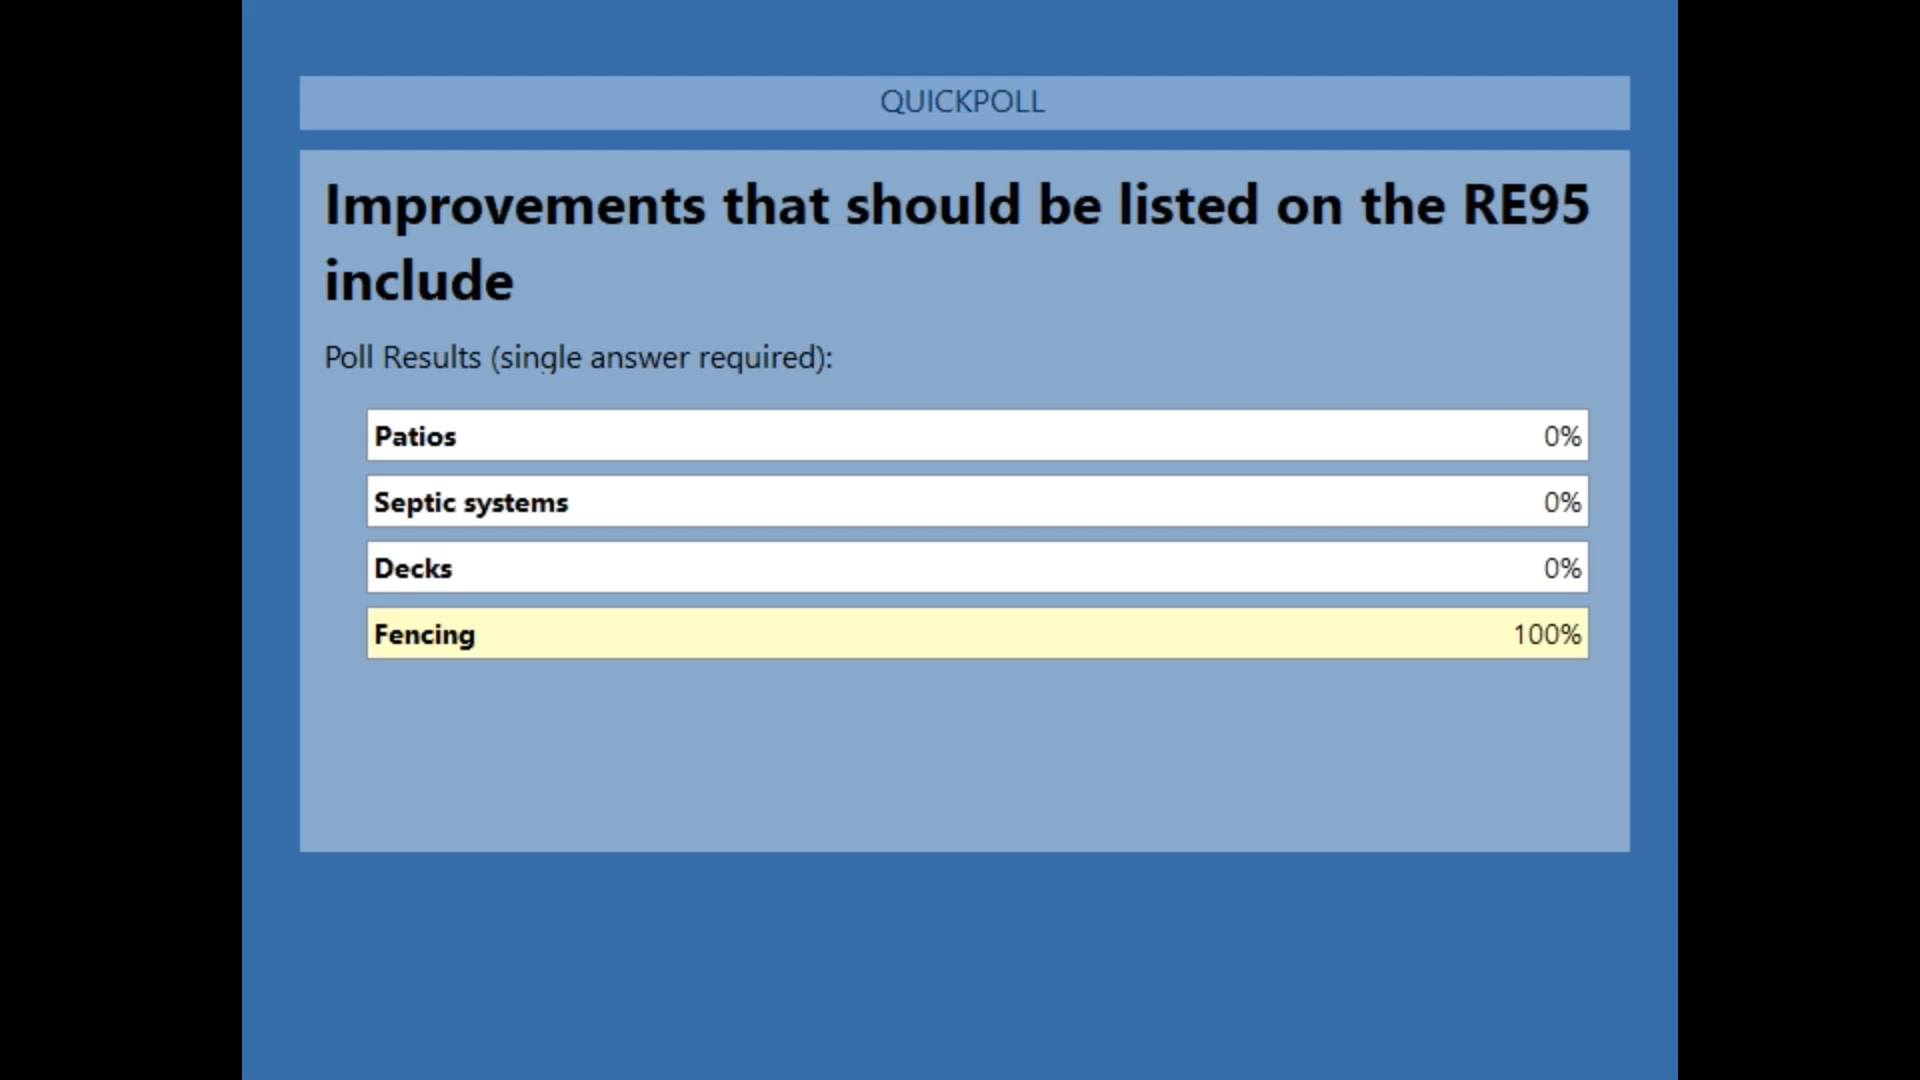 QUICKPOLL
Improvements that should be listed on the RE95
include
Poll Results (single answer required):
Patios 0%
Septic systems 0%
Decks 0%
Fencing 100%